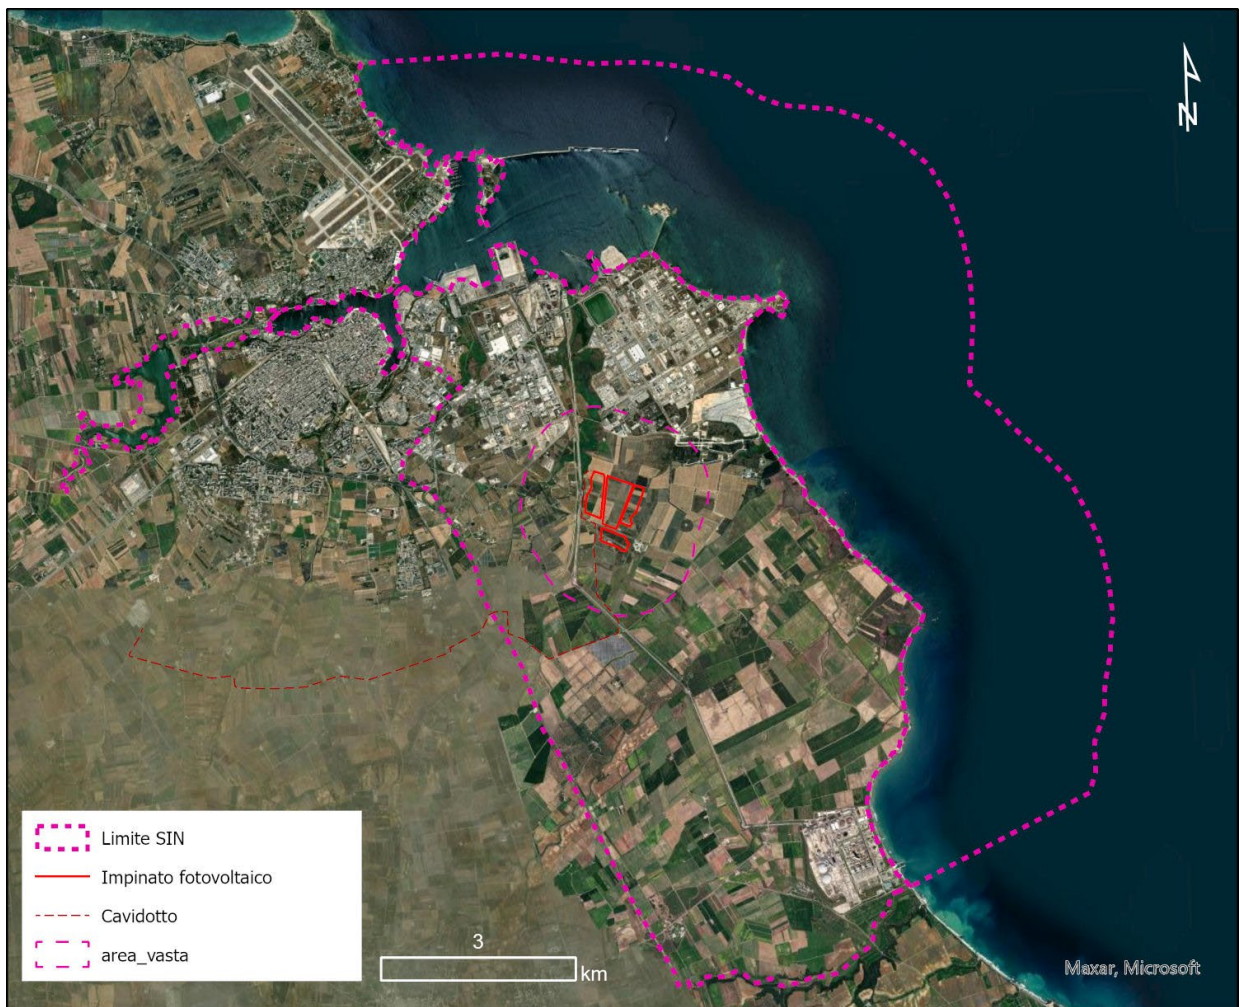 N
Limite SIN
Impinato fotovoltaico
Cavidotto
area_vasta
3
km
Maxar, Microsoft